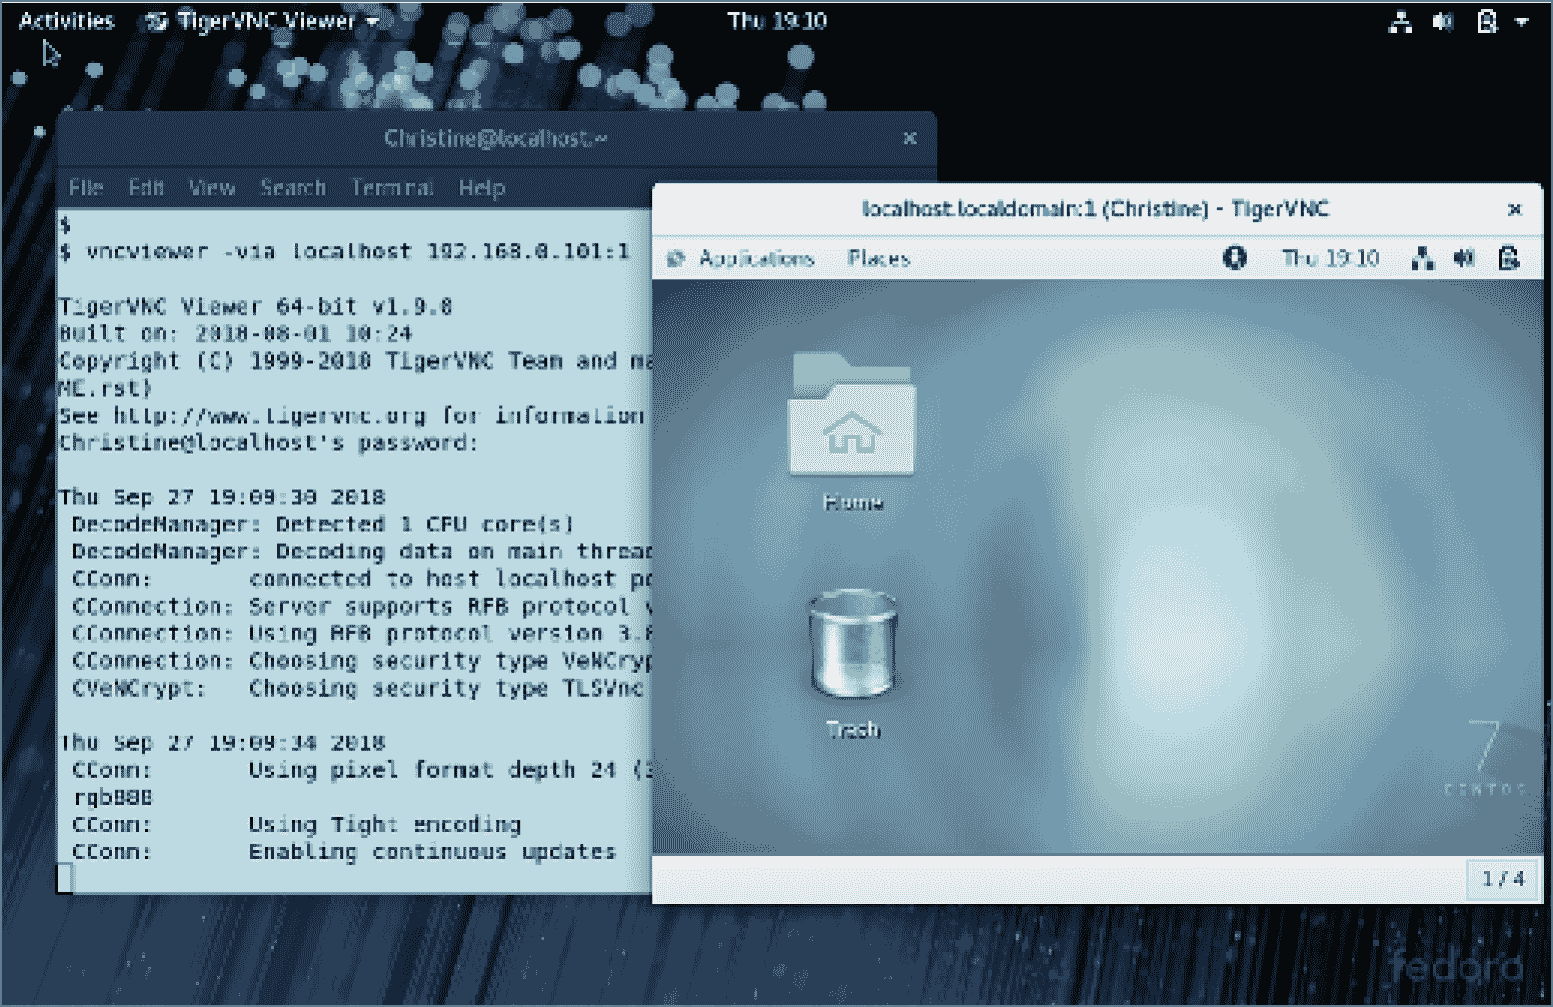 Activities TigerVNC Viewer Thu 19:10
Christine@localhost:~
File Edit View Search Terminal Help
$
$ vncviewer -via localhost 192.168.0.101:1
TigerVNC Viewer 64-bit v1.9.0
Built on: 2018-08-01 10:24
Copyright (C) 1999-2018 TigerVNC Team and
ME.rst)
See http://www.tigervnc.org for information
Christine@localhost's password:
Thu Sep 27 19:09:30 2018
DecodeManager: Detected 1 CPU core(s)
DecodeManager: Decoding data on main
CConn: connected to host localhost
CConnection: Server supports RFB protocol
CConnection: Using RFB protocol version
CConnection: Choosing security type
CVeNCrypt: Choosing security type TLSVnc
Thu Sep 27 19:09:34 2018
CConn: Using pixel format depth 24
rgb888
CConn: Using Tight encoding
CConn: Enabling continuous updates
localhost.localdomain:1 (Christine) - TigerVNC
Applications Places Thu 19:10
Home
Trash
7
CENTOS
1 / 4
fedora